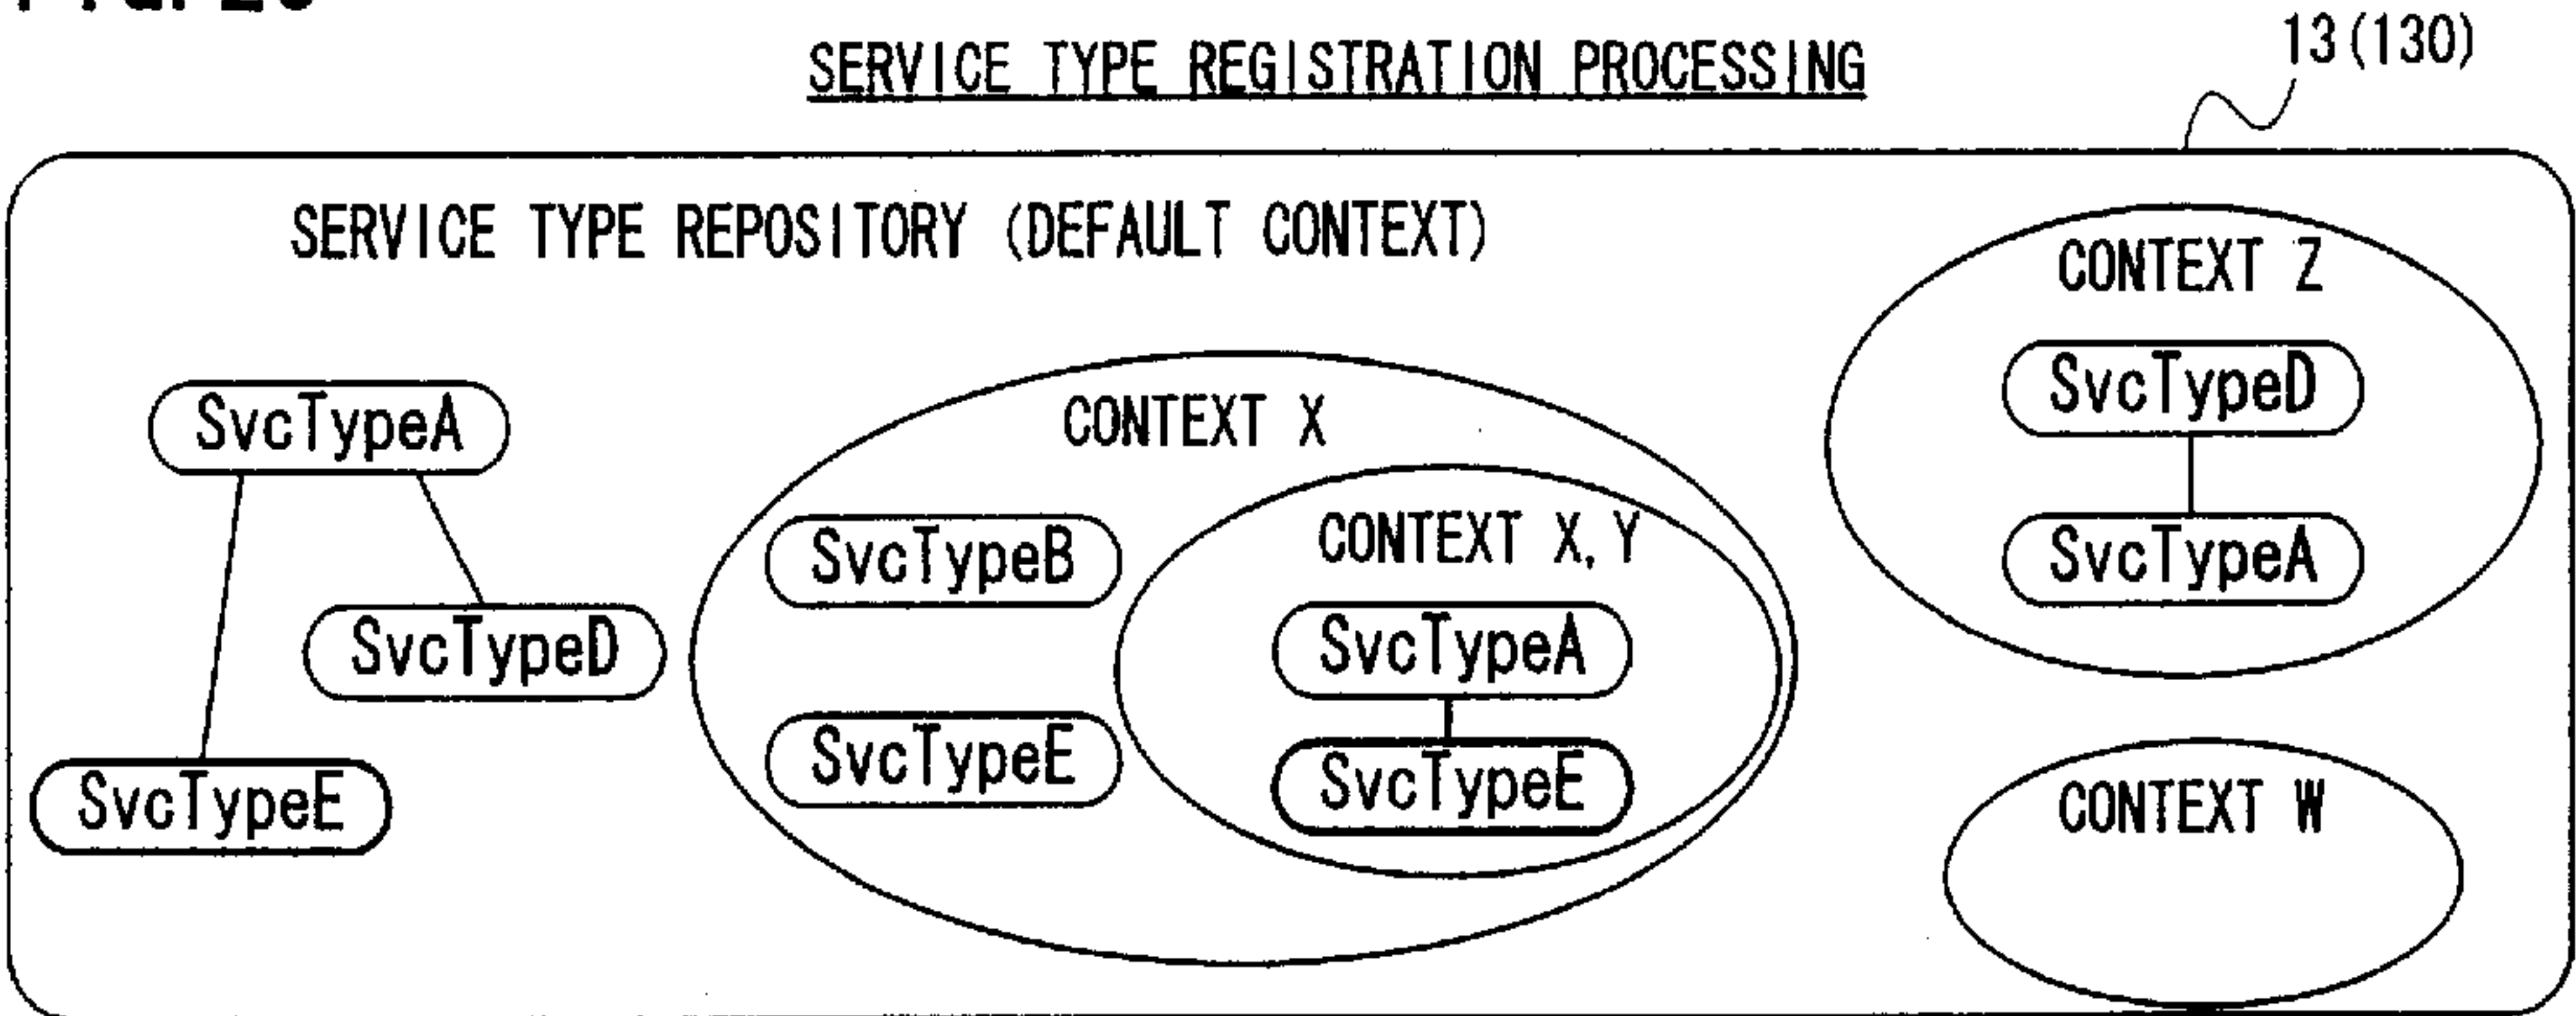 SERVICE TYPE REGISTRATION PROCESSING
13(130)
SERVICE TYPE REPOSITORY (DEFAULT CONTEXT)
SvcTypeA
SvcTypeD
SvcTypeE
CONTEXT X
SvcTypeB
SvcTypeE
CONTEXT X, Y
SvcTypeA
SvcTypeE
CONTEXT Z
SvcTypeD
SvcTypeA
CONTEXT W